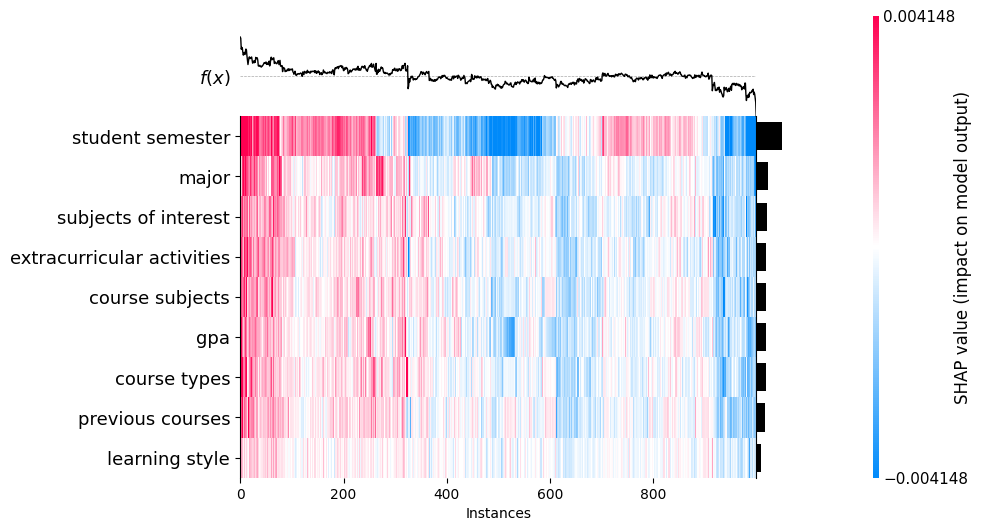 0.004148
f(x)
student semester
major
subjects of interest
extracurricular activities
course subjects
gpa
course types
previous courses
learning style
SHAP value (impact on model output)
−0.004148
0 200 400 600 800
Instances